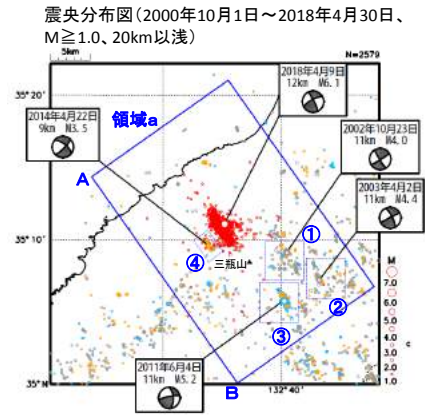 震央分布図(2000年10月1日～2018年4月30日、
M≧1.0、20km以浅)
5km
N=2579
2018年4月9日
12km M6.1
2014年4月22日
9km M3.5
領域a
2002年10月23日
11km M4.0
2003年4月2日
11km M4.4
35°20'
A
35°10'
①
④
三瓶山
②
③
M
7.0
6.0
5.0
4.0
3.0
2.0
1.0
c
2011年6月4日
11km M5.2
35°N
B
132°40'